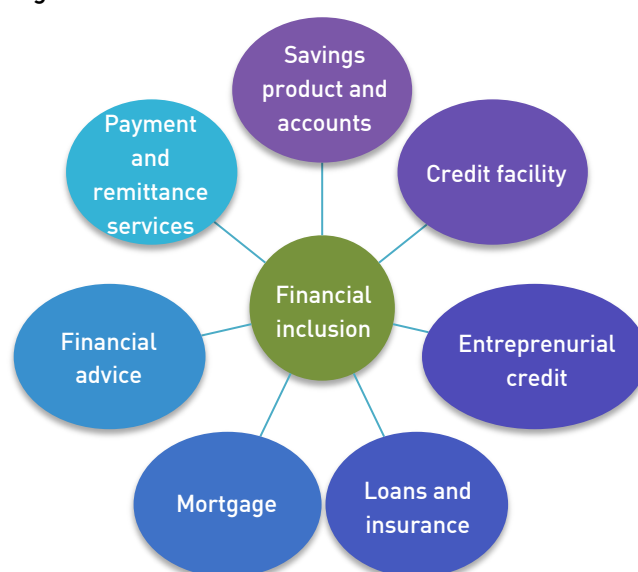 Savings
product and
accounts
Payment
and
remittance
services
Credit facility
Financial
inclusion
Financial
advice
Entreprenurial
credit
Mortgage
Loans and
insurance